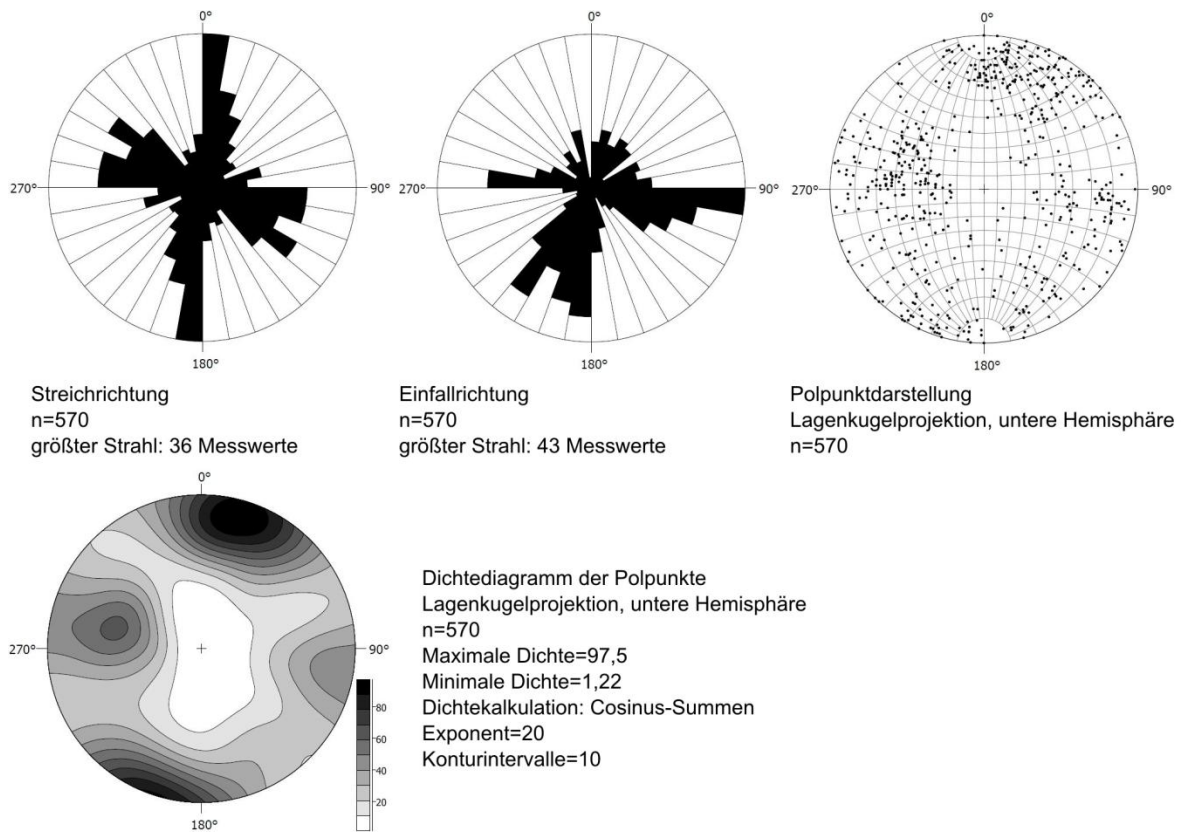 0°
270°
90°
180°
Streichrichtung
n=570
größter Strahl: 36 Messwerte
0°
270°
90°
180°
Einfallrichtung
n=570
größter Strahl: 43 Messwerte
0°
270°
90°
180°
Polpunktdarstellung
Lagenkugelprojektion, untere Hemisphäre
n=570
0°
270°
90°
180°
80
60
40
20
Dichtediagramm der Polpunkte
Lagenkugelprojektion, untere Hemisphäre
n=570
Maximale Dichte=97,5
Minimale Dichte=1,22
Dichtekalkulation: Cosinus-Summen
Exponent=20
Konturintervalle=10